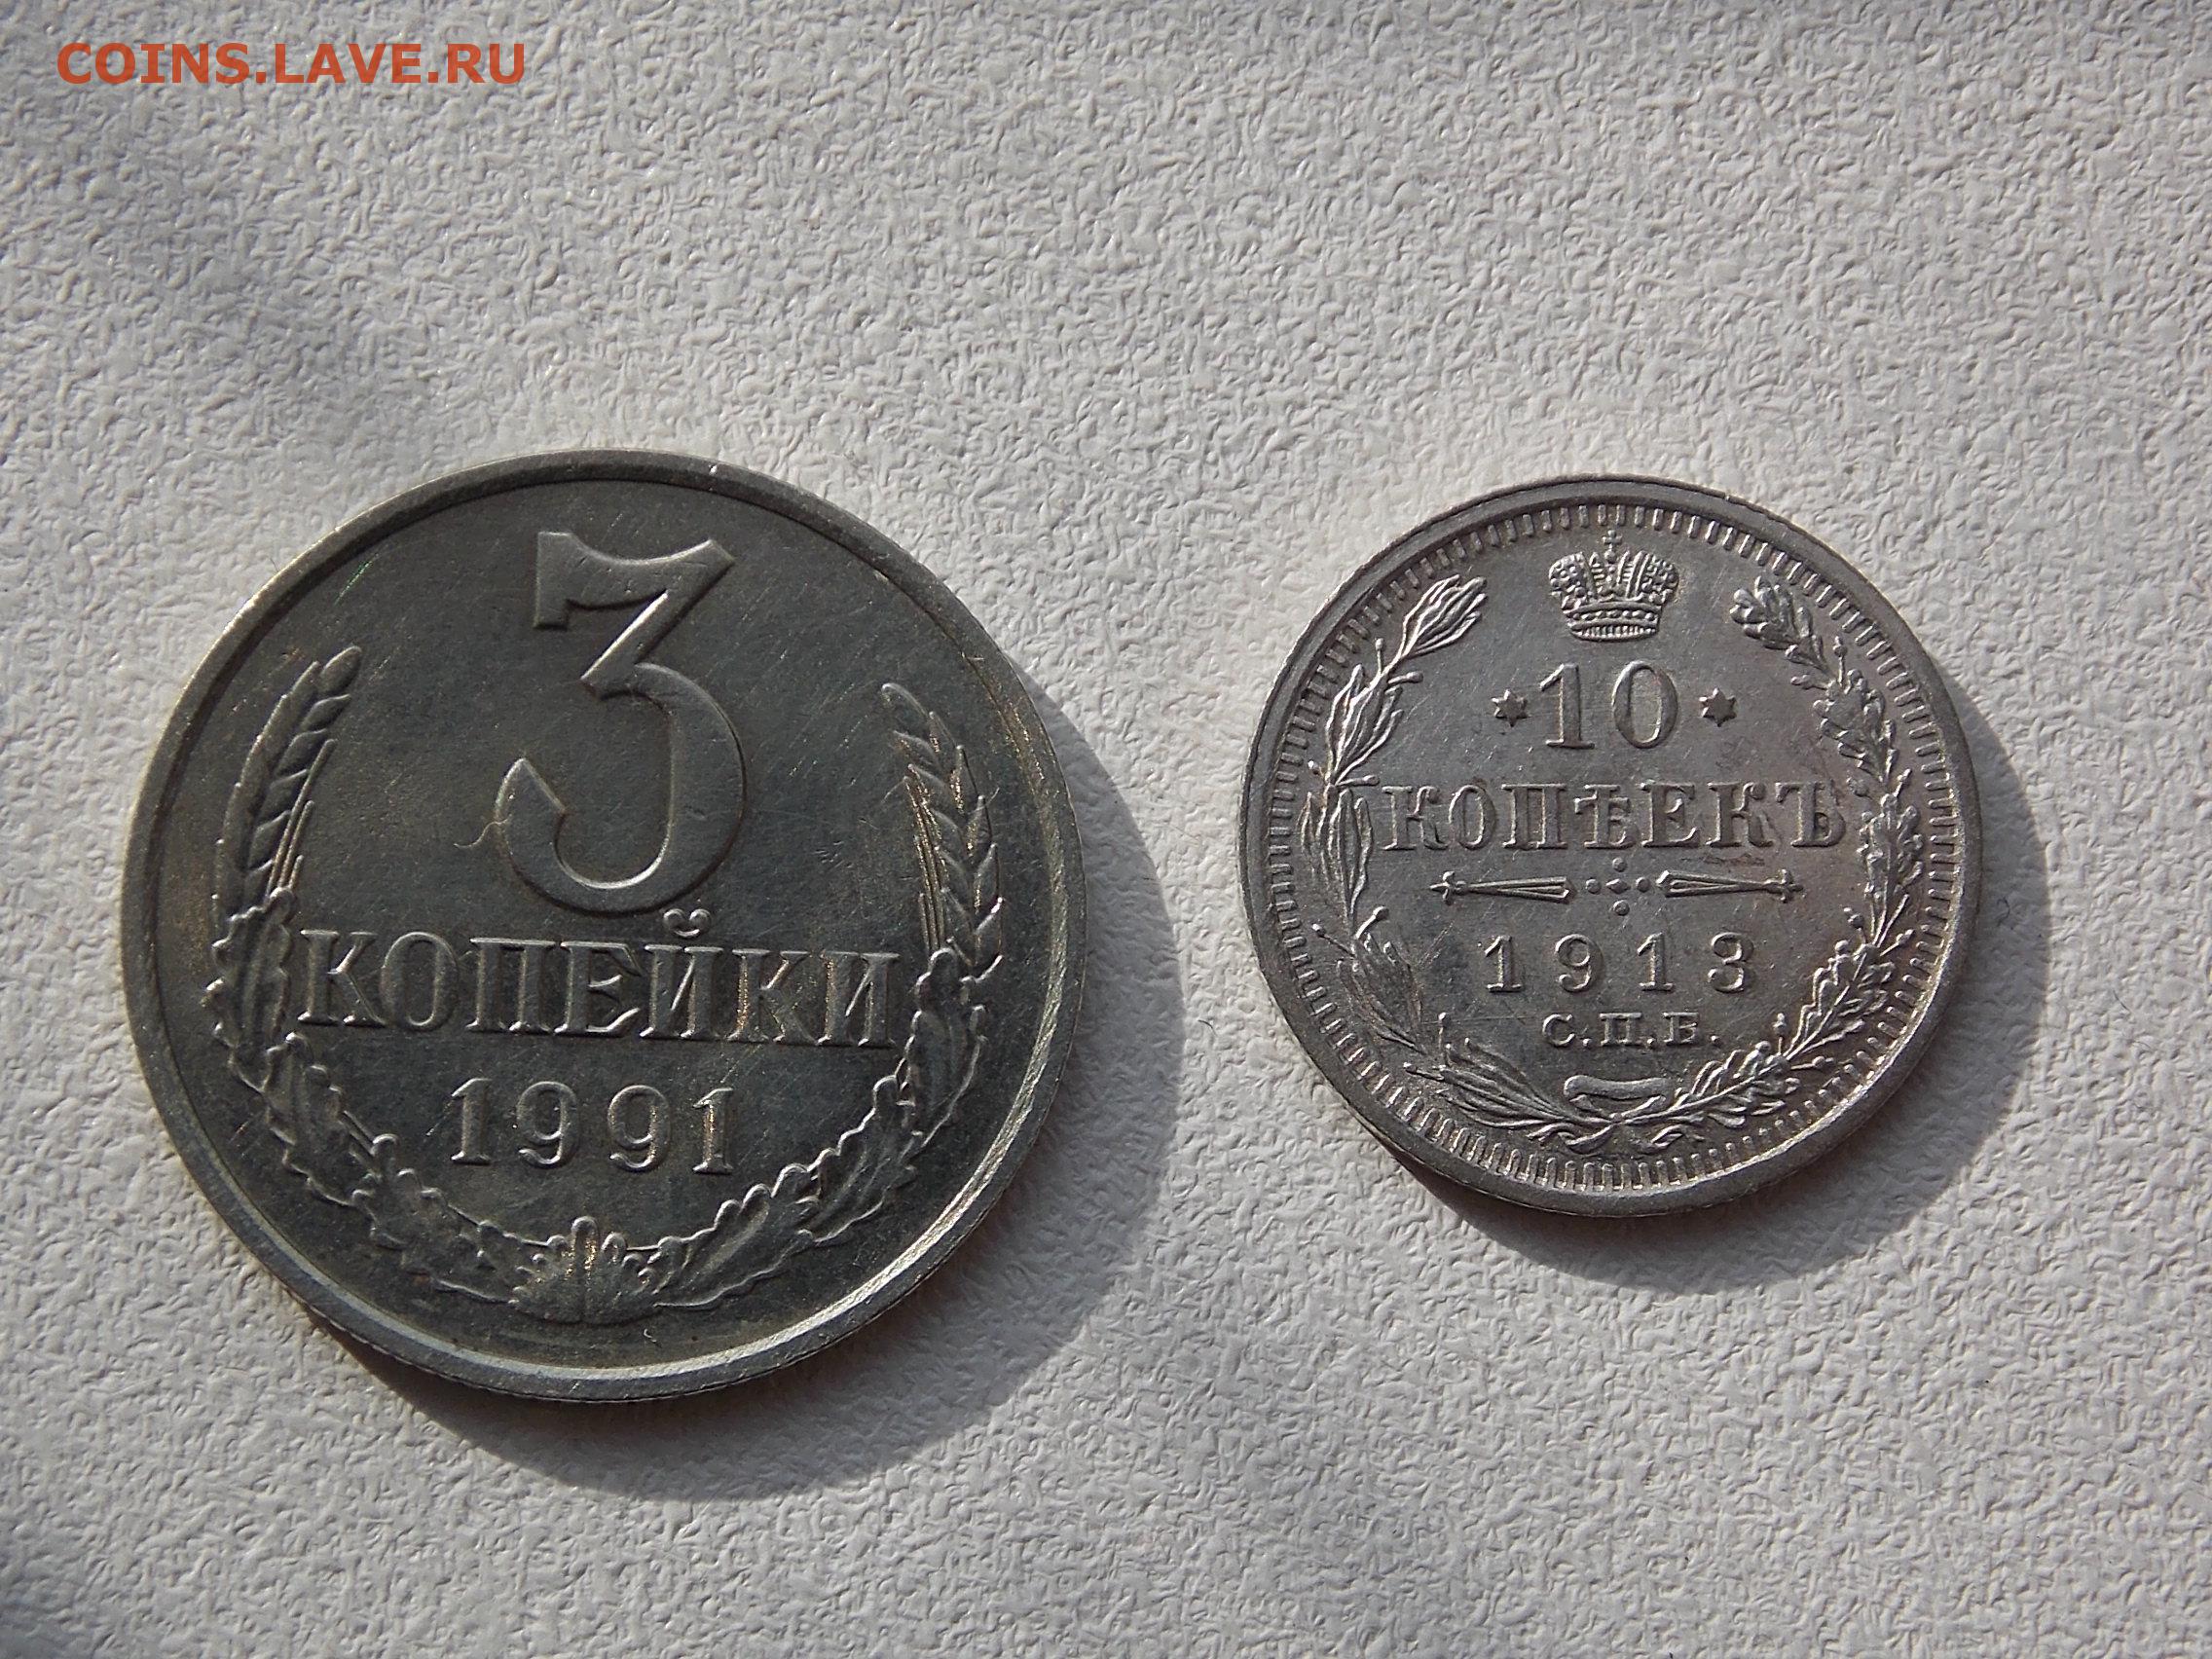 COINS.LAVE.RU
3
КОПЕЙКИ
1991
10
КОПѢЕКЪ
1913
С.П.Б.